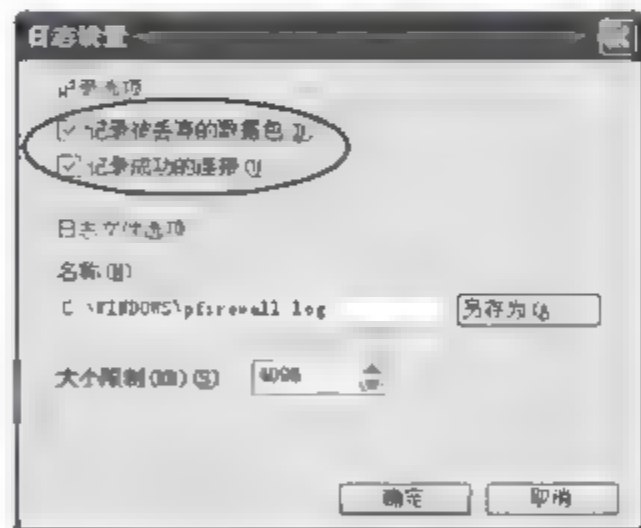 日志设置
记录选项
记录被丢弃的数据包
记录成功的连接
日志文件选项
名称(N)
C:\WINDOWS\pfirewall.log
另存为
大小限制(KB)(S)
4096
确定
取消